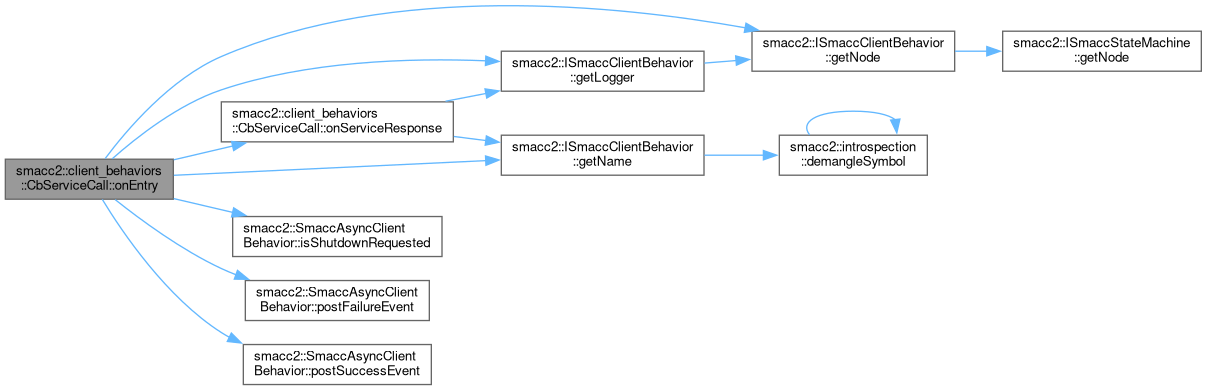 smacc2::client_behaviors
::CbServiceCall::onEntry
smacc2::client_behaviors
::CbServiceCall::onServiceResponse
smacc2::SmaccAsyncClient
Behavior::isShutdownRequested
smacc2::SmaccAsyncClient
Behavior::postFailureEvent
smacc2::SmaccAsyncClient
Behavior::postSuccessEvent
smacc2::ISmaccClientBehavior
::getLogger
smacc2::ISmaccClientBehavior
::getName
smacc2::ISmaccClientBehavior
::getNode
smacc2::introspection
::demangleSymbol
smacc2::ISmaccStateMachine
::getNode